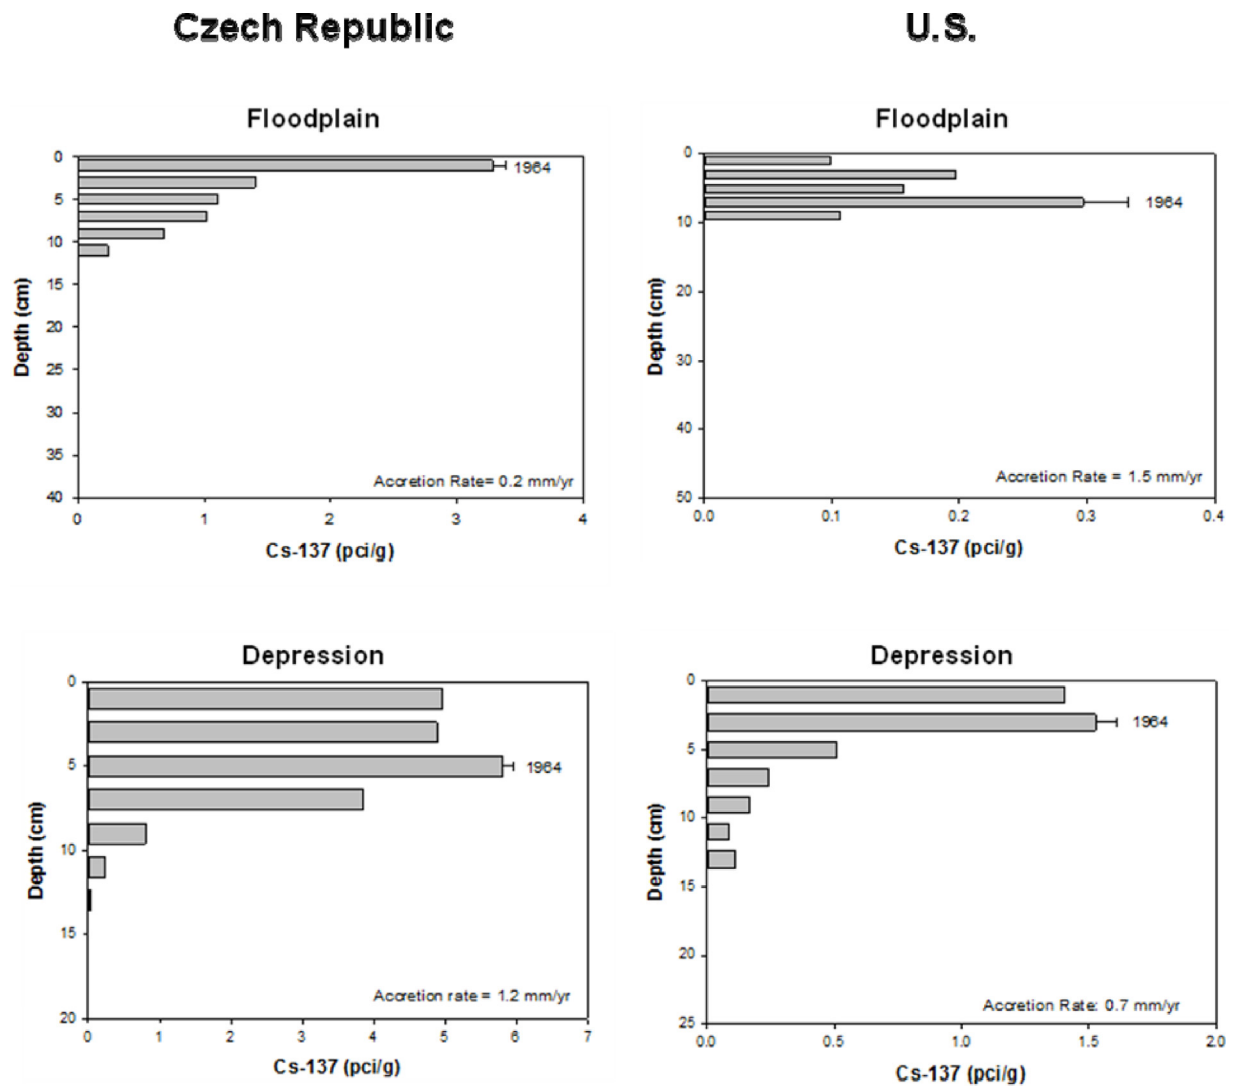 Czech Republic
U.S.
Floodplain
0
5
10
15
20
25
30
35
40
Depth (cm)
1964
Accretion Rate= 0.2 mm/yr
0 1 2 3 4
Cs-137 (pci/g)
Floodplain
0
10
20
30
40
50
Depth (cm)
1964
Accretion Rate = 1.5 mm/yr
0.0 0.1 0.2 0.3 0.4
Cs-137 (pci/g)
Depression
0
5
10
15
20
Depth (cm)
1964
Accretion rate = 1.2 mm/yr
0 1 2 3 4 5 6 7
Cs-137 (pci/g)
Depression
0
5
10
15
20
25
Depth (cm)
1964
Accretion Rate: 0.7 mm/yr
0.0 0.5 1.0 1.5 2.0
Cs-137 (pci/g)